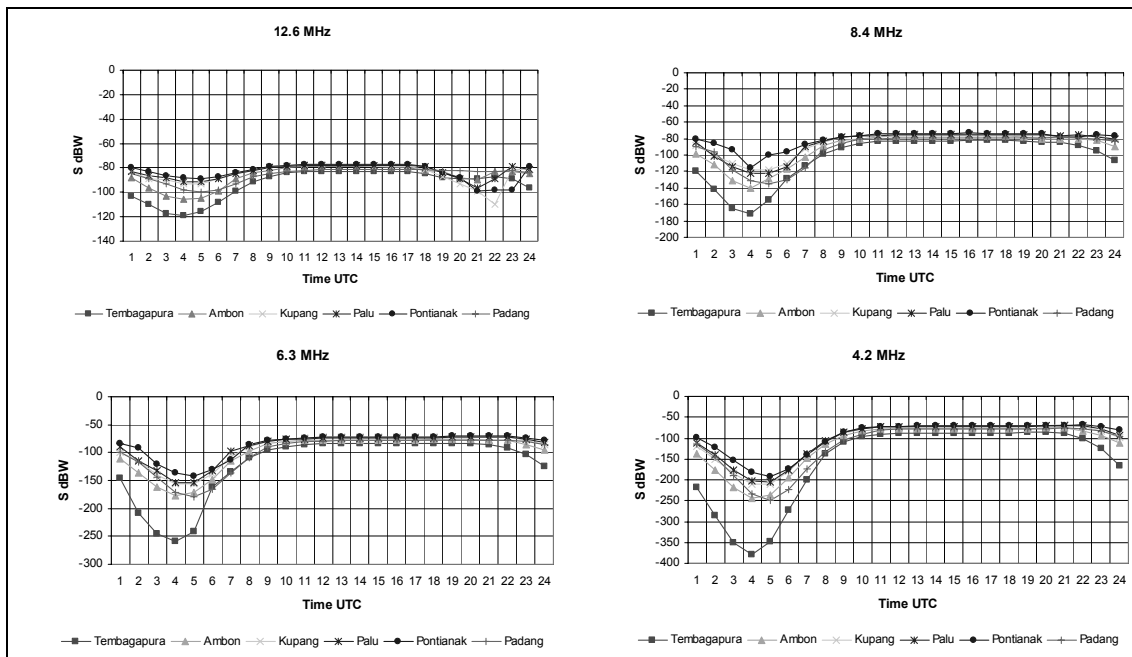 12.6 MHz
0
-20
-40
-60
-80
-100
-120
-140
S dBW
1 2 3 4 5 6 7 8 9 10 11 12 13 14 15 16 17 18 19 20 21 22 23 24
Time UTC
Tembagapura Ambon Kupang Palu Pontianak Padang
8.4 MHz
0
-20
-40
-60
-80
-100
-120
-140
-160
-180
-200
S dBW
1 2 3 4 5 6 7 8 9 10 11 12 13 14 15 16 17 18 19 20 21 22 23 24
Time UTC
Tembagapura Ambon Kupang Palu Pontianak Padang
6.3 MHz
0
-50
-100
-150
-200
-250
-300
S dBW
1 2 3 4 5 6 7 8 9 10 11 12 13 14 15 16 17 18 19 20 21 22 23 24
Time UTC
Tembagapura Ambon Kupang Palu Pontianak Padang
4.2 MHz
0
-50
-100
-150
-200
-250
-300
-350
-400
S dBW
1 2 3 4 5 6 7 8 9 10 11 12 13 14 15 16 17 18 19 20 21 22 23 24
Time UTC
Tembagapura Ambon Kupang Palu Pontianak Padang